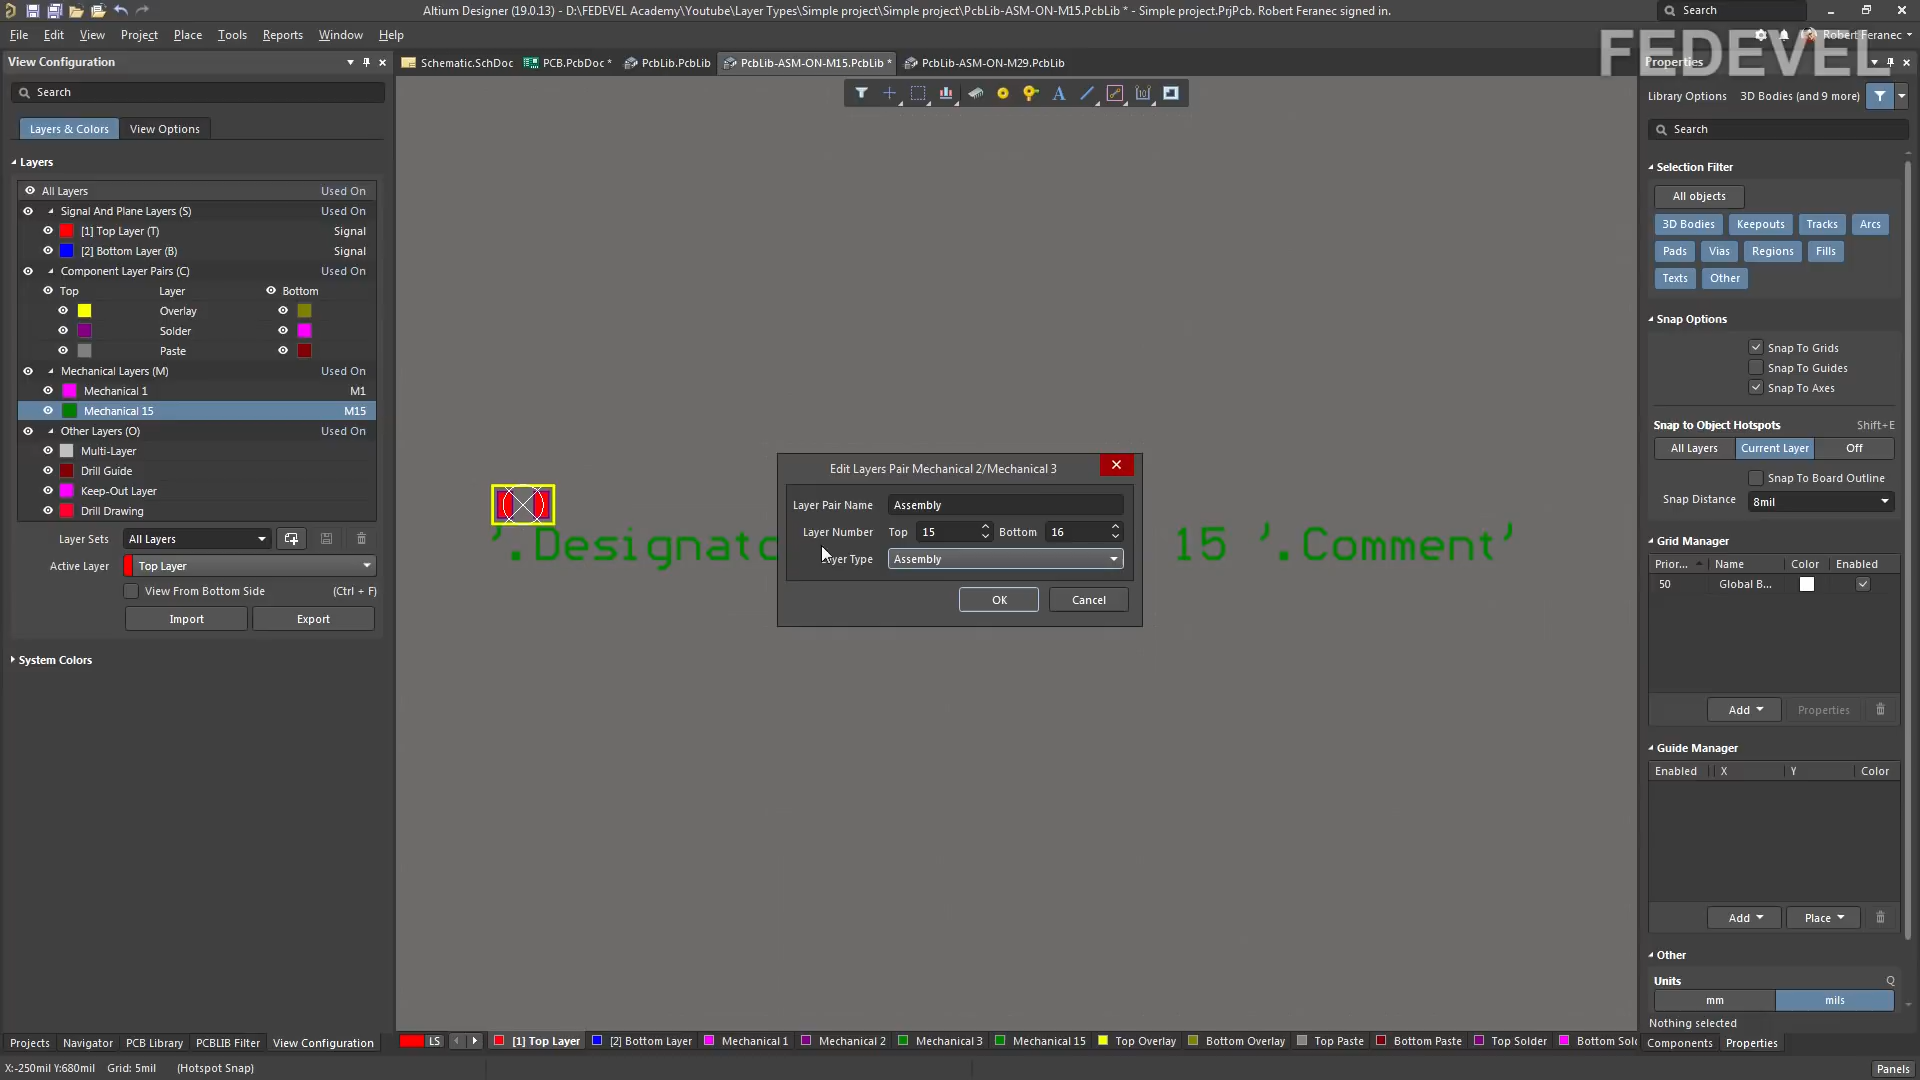 Altium Designer (19.0.13) - D:\FEDEVEL Academy\Youtube\Layer Types\Simple project\Simple project\PcbLib-ASM-ON-M15.PcbLib * - Simple project.PrjPcb. Robert Feranec signed in.
Search
File Edit View Project Place Tools Reports Window Help
Robert Feranec
FEDEVEL
View Configuration
Schematic.SchDoc PCB.PcbDoc * PcbLib.PcbLib PcbLib-ASM-ON-M15.PcbLib * PcbLib-ASM-ON-M29.PcbLib
Properties
Search
Layers & Colors View Options
Layers
All Layers Used On
Signal And Plane Layers (S) Used On
[1] Top Layer (T) Signal
[2] Bottom Layer (B) Signal
Component Layer Pairs (C) Used On
Top Layer Bottom
Overlay
Solder
Paste
Mechanical Layers (M) Used On
Mechanical 1 M1
Mechanical 15 M15
Other Layers (O) Used On
Multi-Layer
Drill Guide
Keep-Out Layer
Drill Drawing
Layer Sets All Layers
Active Layer Top Layer
View From Bottom Side (Ctrl + F)
Import Export
System Colors
Edit Layers Pair Mechanical 2/Mechanical 3
Layer Pair Name Assembly
Layer Number Top 15 Bottom 16
Layer Type Assembly
OK Cancel
'.Designato 15 '.Comment'
Library Options 3D Bodies (and 9 more)
Search
Selection Filter
All objects
3D Bodies Keepouts Tracks Arcs
Pads Vias Regions Fills
Texts Other
Snap Options
Snap To Grids
Snap To Guides
Snap To Axes
Snap to Object Hotspots Shift+E
All Layers Current Layer Off
Snap To Board Outline
Snap Distance 8mil
Grid Manager
Prior... Name Color Enabled
50 Global B...
Add Properties
Guide Manager
Enabled X Y Color
Add Place
Other
Units Q
mm mils
Nothing selected
Projects Navigator PCB Library PCBLIB Filter View Configuration
LS [1] Top Layer [2] Bottom Layer Mechanical 1 Mechanical 2 Mechanical 3 Mechanical 15 Top Overlay Bottom Overlay Top Paste Bottom Paste Top Solder Bottom Sold
Components Properties
X:-250mil Y:680mil Grid: 5mil (Hotspot Snap)
Panels